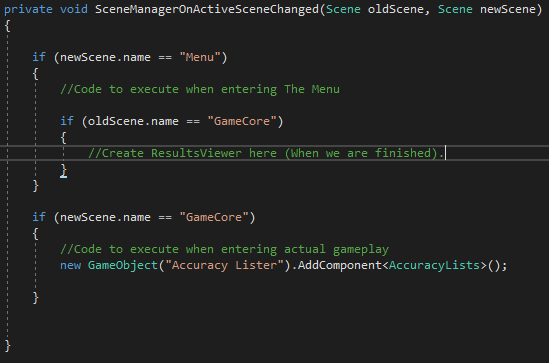 private void SceneManagerOnActiveSceneChanged(Scene oldScene, Scene newScene)
{
if (newScene.name == "Menu")
{
//Code to execute when entering The Menu
if (oldScene.name == "GameCore")
{
//Create ResultsViewer here (When we are finished).
}
}
if (newScene.name == "GameCore")
{
//Code to execute when entering actual gameplay
new GameObject("Accuracy Lister").AddComponent<AccuracyLists>();
}
}